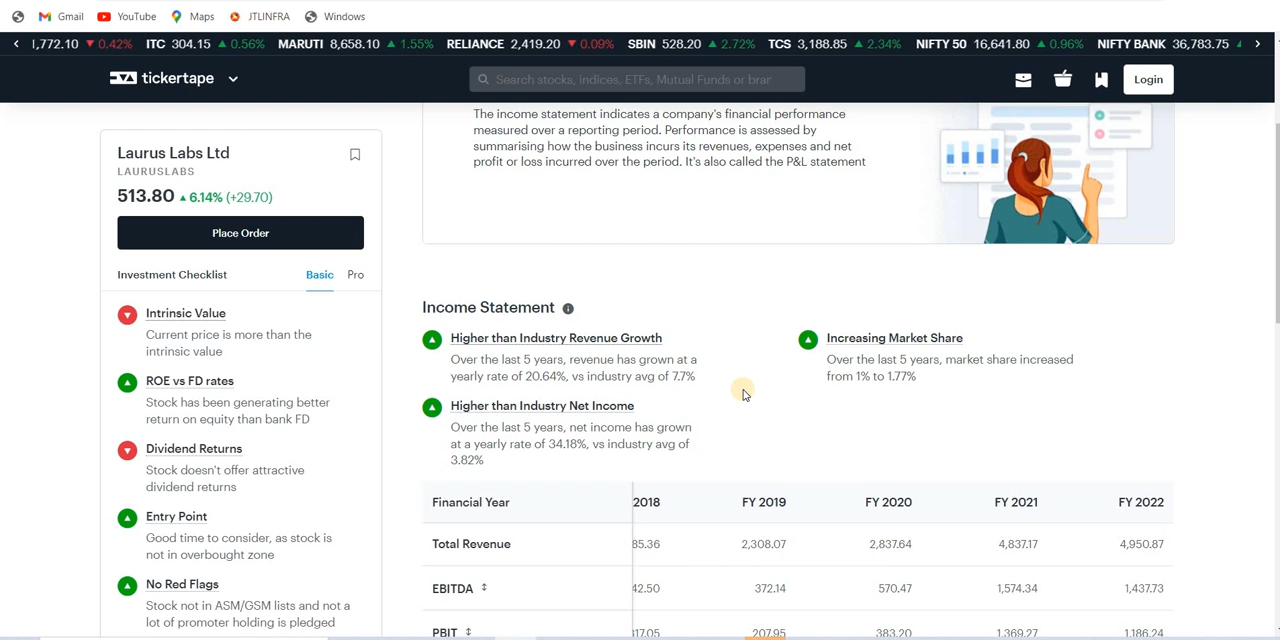 Gmail YouTube Maps JTLINFRA Windows
1,772.10 ▼ 0.42% ITC 304.15 ▲ 0.56% MARUTI 8,658.10 ▲ 1.55% RELIANCE 2,419.20 ▼ 0.09% SBIN 528.20 ▲ 2.72% TCS 3,188.85 ▲ 2.34% NIFTY 50 16,641.80 ▲ 0.96% NIFTY BANK 36,783.75
tickertape Search stocks, indices, ETFs, Mutual Funds or brar Login
The income statement indicates a company's financial performance
measured over a reporting period. Performance is assessed by
summarising how the business incurs its revenues, expenses and net
profit or loss incurred over the period. It's also called the P&L statement
Laurus Labs Ltd
LAURUSLABS
513.80 ▲ 6.14% (+29.70)
Place Order
Investment Checklist Basic Pro
Intrinsic Value
Current price is more than the
intrinsic value
ROE vs FD rates
Stock has been generating better
return on equity than bank FD
Dividend Returns
Stock doesn't offer attractive
dividend returns
Entry Point
Good time to consider, as stock is
not in overbought zone
No Red Flags
Stock not in ASM/GSM lists and not a
lot of promoter holding is pledged
Income Statement
Higher than Industry Revenue Growth
Over the last 5 years, revenue has grown at a
yearly rate of 20.64%, vs industry avg of 7.7%
Increasing Market Share
Over the last 5 years, market share increased
from 1% to 1.77%
Higher than Industry Net Income
Over the last 5 years, net income has grown
at a yearly rate of 34.18%, vs industry avg of
3.82%
Financial Year 2018 FY 2019 FY 2020 FY 2021 FY 2022
Total Revenue 85.36 2,308.07 2,837.64 4,837.17 4,950.87
EBITDA 42.50 372.14 570.47 1,574.34 1,437.73
PBIT 317.05 207.95 383.20 1,369.27 1,186.24